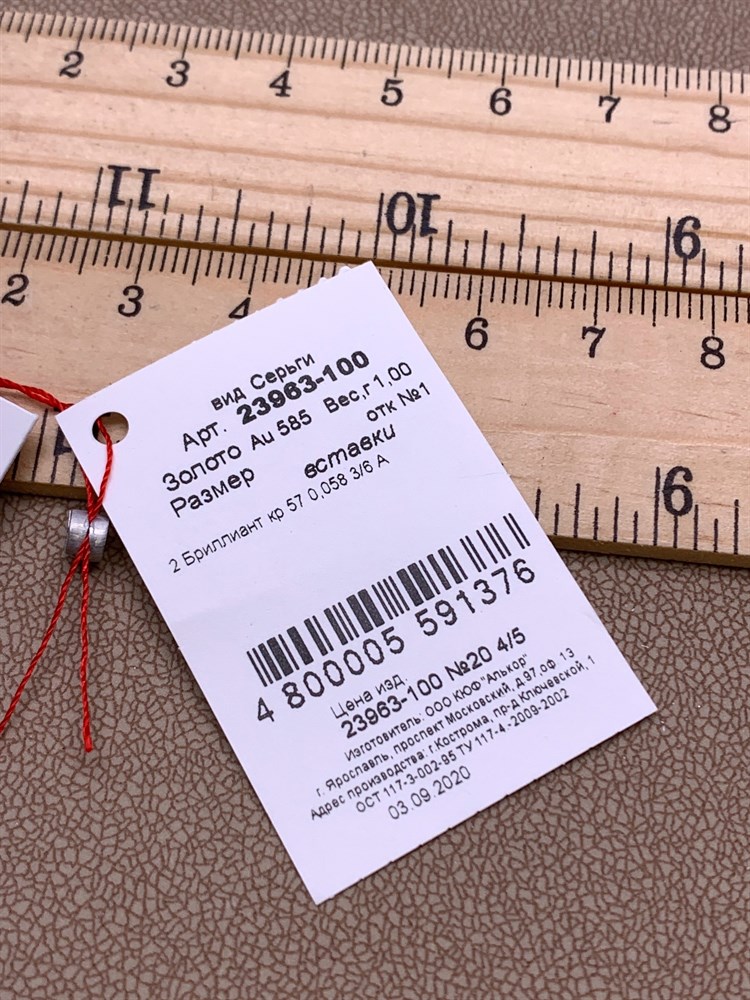 2 3 4 5 6 7 8
11 10 9
2 3 4 6 7 8
9
вид Серьги
Арт. 23963-100
Золото Au 585 Вес,г 1,00
Размер отк №1
вставки
2 Бриллиант кр 57 0,058 3/6 А
4 800005 591376
Цена изд.
23963-100 №20 4/5
Изготовитель: ООО КЮФ "Алькор"
г. Ярославль, проспект Московский, д.97,оф. 13
Адрес производства: г.Кострома, пр-д Ключевской, 1
ОСТ 117-3-002-95 ТУ 117-4.-2009-2002
03.09.2020